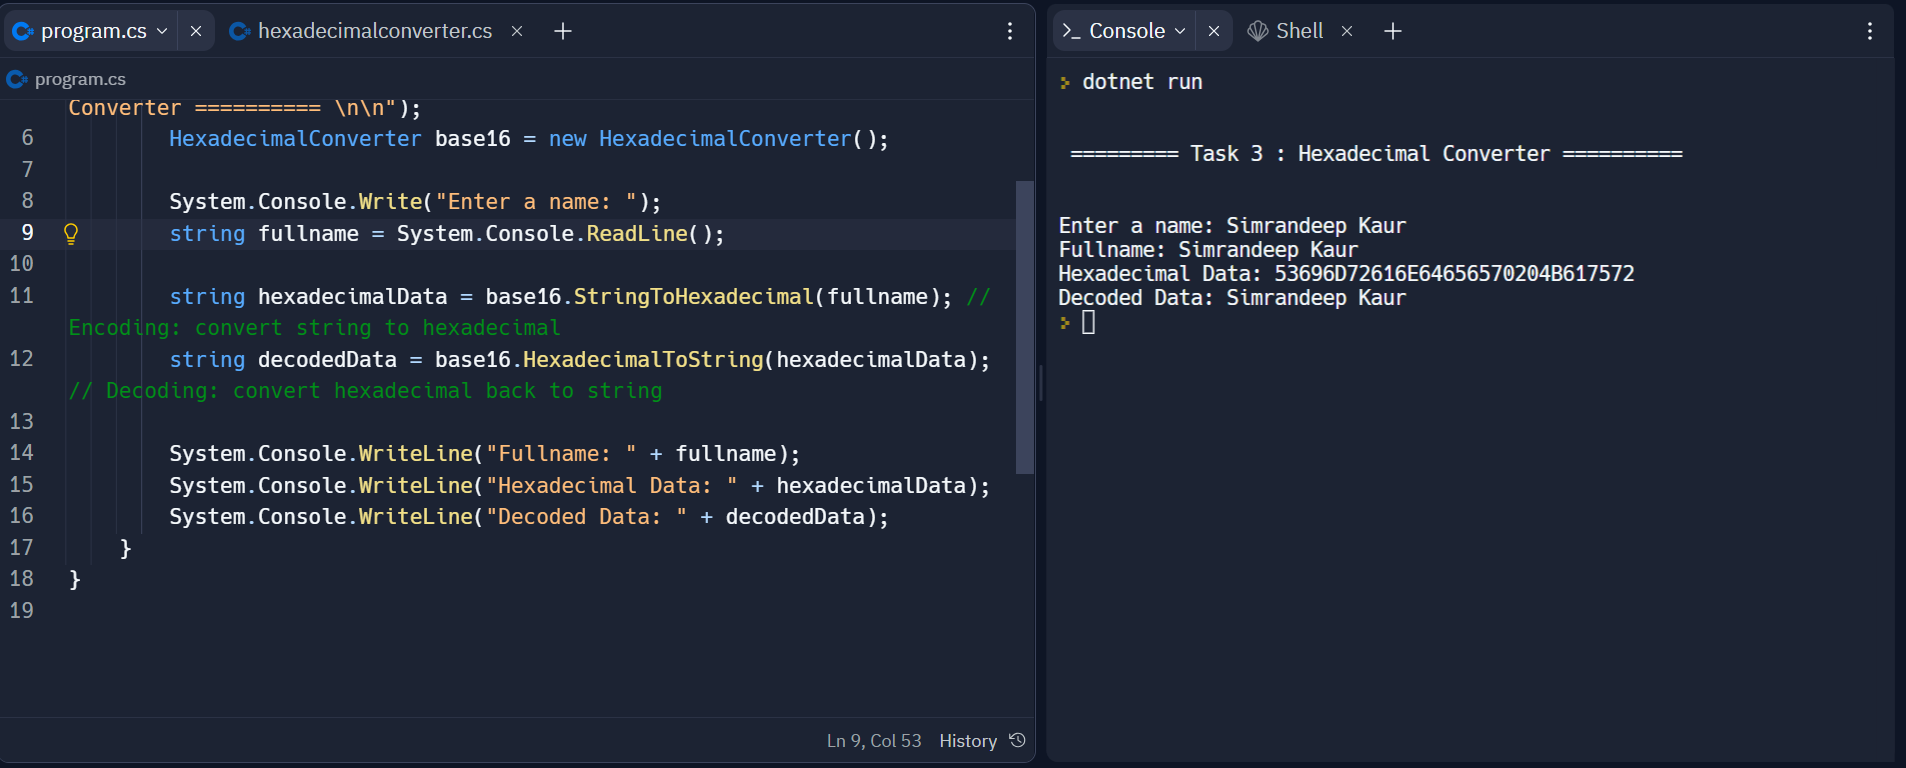 program.cs
hexadecimalconverter.cs
program.cs
Converter ========== \n\n");
6 HexadecimalConverter base16 = new HexadecimalConverter();
7
8 System.Console.Write("Enter a name: ");
9 string fullname = System.Console.ReadLine();
10
11 string hexadecimalData = base16.StringToHexadecimal(fullname); //
Encoding: convert string to hexadecimal
12 string decodedData = base16.HexadecimalToString(hexadecimalData);
// Decoding: convert hexadecimal back to string
13
14 System.Console.WriteLine("Fullname: " + fullname);
15 System.Console.WriteLine("Hexadecimal Data: " + hexadecimalData);
16 System.Console.WriteLine("Decoded Data: " + decodedData);
17 }
18 }
19
Ln 9, Col 53 History
>_ Console
Shell
dotnet run
========= Task 3 : Hexadecimal Converter ==========
Enter a name: Simrandeep Kaur
Fullname: Simrandeep Kaur
Hexadecimal Data: 53696D72616E64656570204B617572
Decoded Data: Simrandeep Kaur